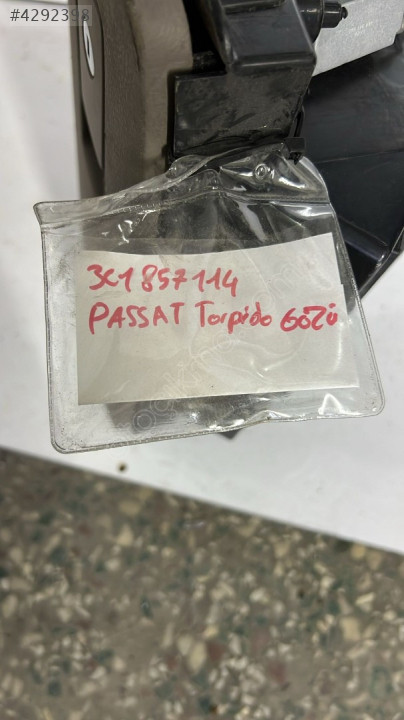 #4292398
3C1 857 114
PASSAT Torpido GÖZÜ